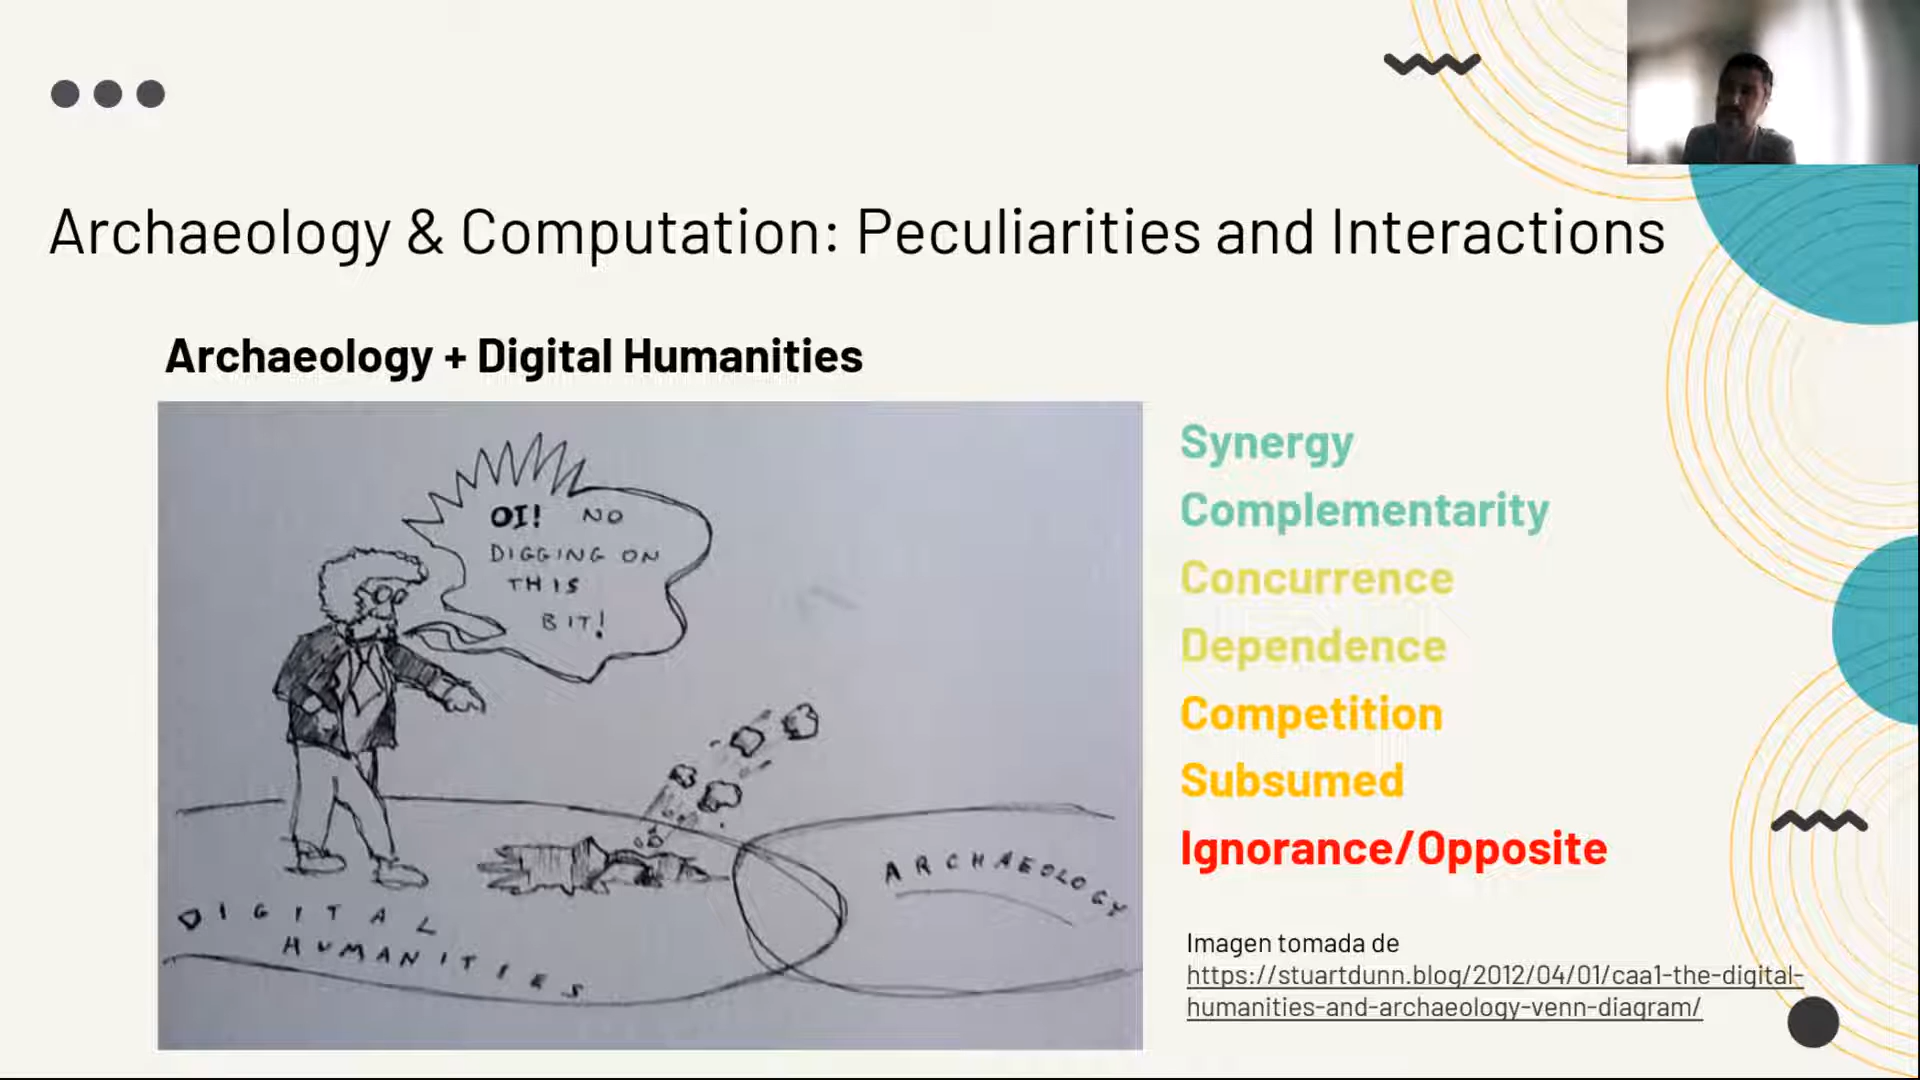 Archaeology & Computation: Peculiarities and Interactions
Archaeology + Digital Humanities
OI! NO
DIGGING ON
THIS
BIT!
DIGITAL
HUMANITIES
ARCHAEOLOGY
Synergy
Complementarity
Concurrence
Dependence
Competition
Subsumed
Ignorance/Opposite
Imagen tomada de
https://stuartdunn.blog/2012/04/01/caa1-the-digital-
humanities-and-archaeology-venn-diagram/